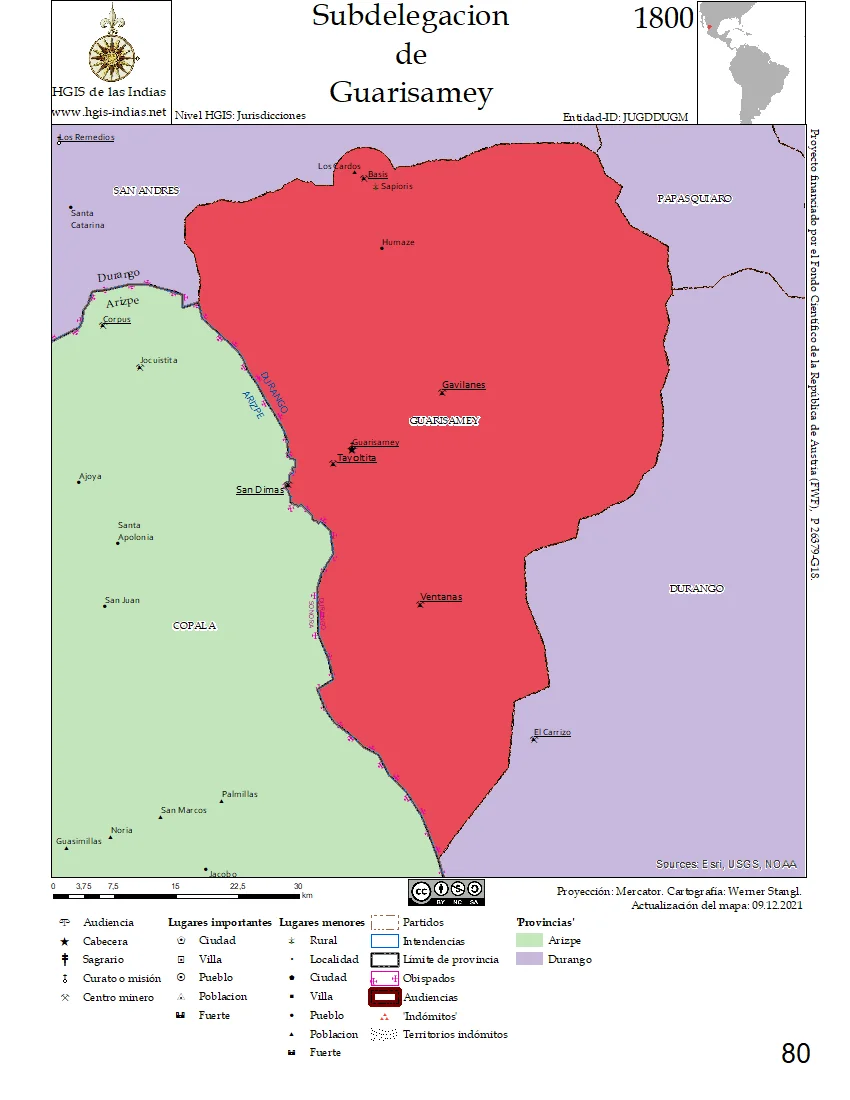 Subdelegacion
de
Guarisamey
1800
HGIS de las Indias
www.hgis-indias.net
Nivel HGIS: Jurisdicciones
Entidad-ID: JUGDDUGM
Los Remedios
SAN ANDRES
Santa
Catarina
Los Cardos
Basis
Sapioris
PAPASQUIARO
Humaze
Durango
Arizpe
Corpus
Jocuistita
DURANGO
ARIZPE
Gavilanes
GUARISAMEY
Guarisamey
Tayoltita
San Dimas
Ajoya
Santa
Apolonia
San Juan
DURANGO
SONORA
Ventanas
DURANGO
COPALA
El Carrizo
Palmillas
San Marcos
Noria
Guasimillas
Jacobo
Sources: Esri, USGS, NOAA
Proyecto financiado por el Fondo Científico de la República de Austria (FWF), P 26379-G18.
0 3,75 7,5 15 22,5 30
km
CC BY NC SA
Proyección: Mercator. Cartografía: Werner Stangl.
Actualización del mapa: 09.12.2021
Audiencia
Cabecera
Sagrario
Curato o misión
Centro minero
Lugares importantes
Ciudad
Villa
Pueblo
Poblacion
Fuerte
Lugares menores
Rural
Localidad
Ciudad
Villa
Pueblo
Poblacion
Fuerte
Partidos
Intendencias
Límite de provincia
Obispados
Audiencias
'Indómitos'
Territorios indómitos
'Provincias'
Arizpe
Durango
80